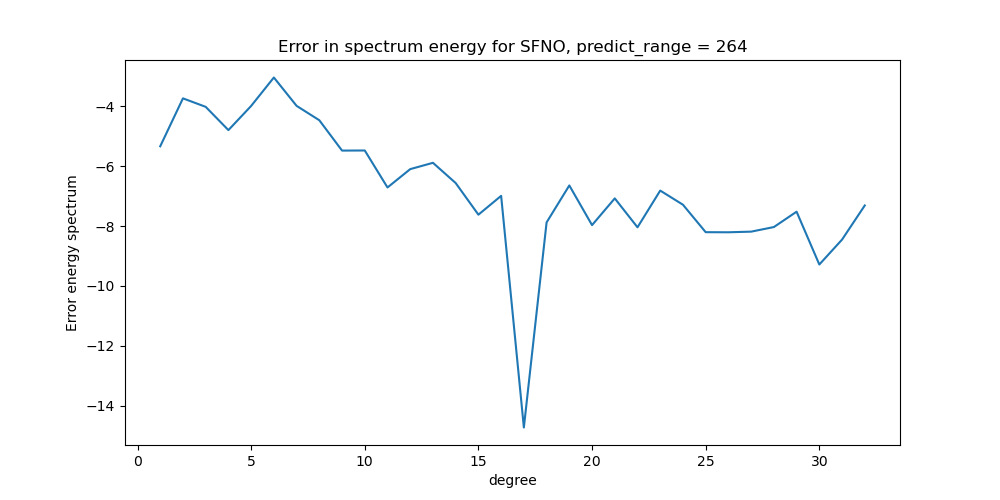 Error in spectrum energy for SFNO, predict_range = 264
Error energy spectrum
−4
−6
−8
−10
−12
−14
0 5 10 15 20 25 30
degree